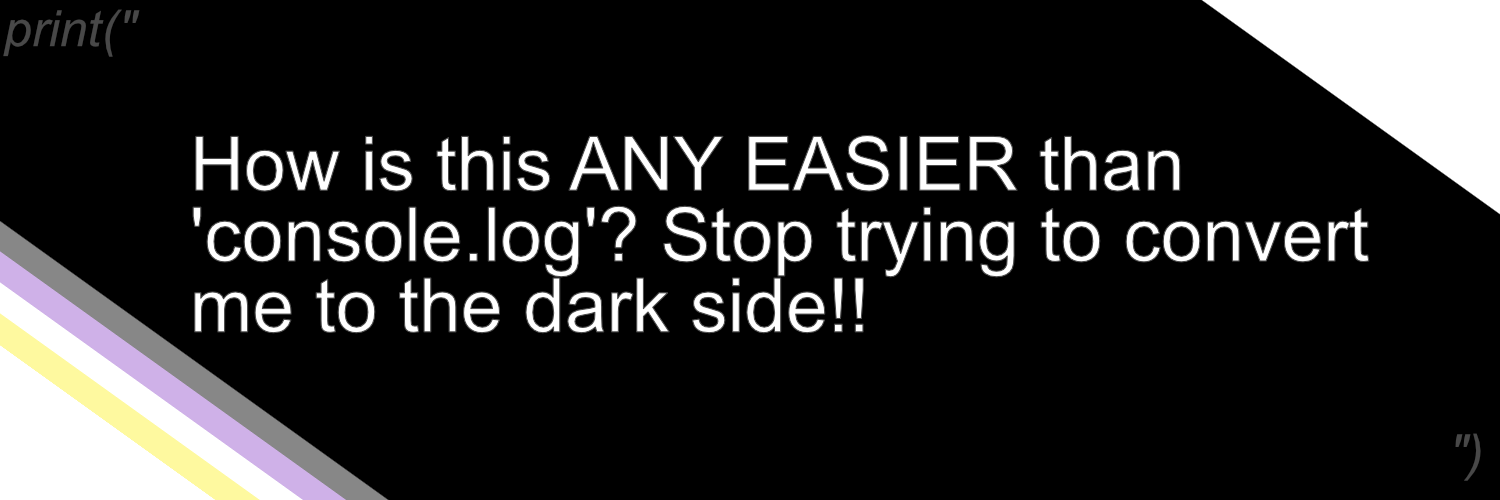 print("
How is this ANY EASIER than
'console.log'? Stop trying to convert
me to the dark side!!
")